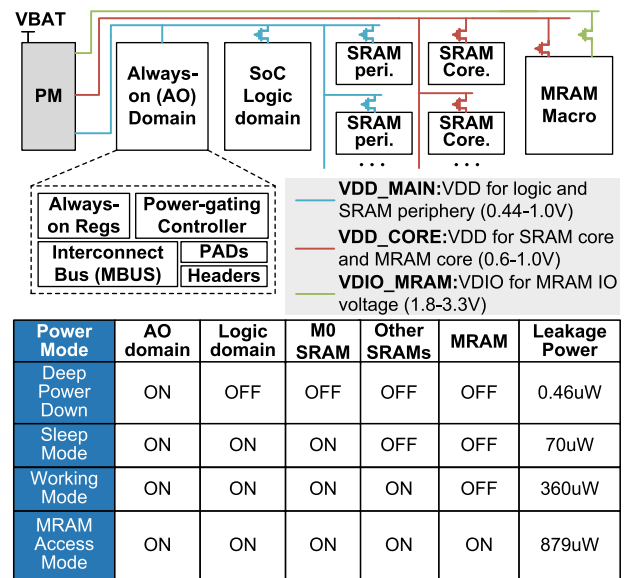 VBAT
PM
Always-
on (AO)
Domain
SoC
Logic
domain
SRAM
peri.
SRAM
Core.
SRAM
peri.
SRAM
Core.
• • •
• • •
MRAM
Macro
Always-
on Regs
Power-gating
Controller
Interconnect
Bus (MBUS)
PADs
Headers
VDD_MAIN:VDD for logic and
SRAM periphery (0.44-1.0V)
VDD_CORE:VDD for SRAM core
and MRAM core (0.6-1.0V)
VDIO_MRAM:VDIO for MRAM IO
voltage (1.8-3.3V)
Power Mode | AO domain | Logic domain | M0 SRAM | Other SRAMs | MRAM | Leakage Power
Deep Power Down | ON | OFF | OFF | OFF | OFF | 0.46uW
Sleep Mode | ON | ON | ON | OFF | OFF | 70uW
Working Mode | ON | ON | ON | ON | OFF | 360uW
MRAM Access Mode | ON | ON | ON | ON | ON | 879uW